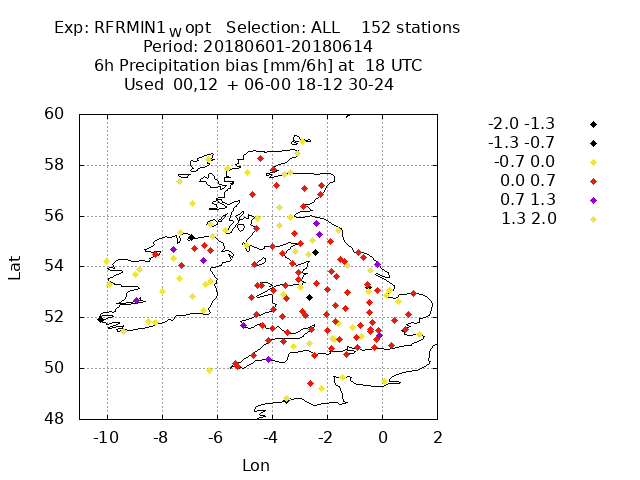 Exp: RFRMIN1 W opt Selection: ALL 152 stations
Period: 20180601-20180614
6h Precipitation bias [mm/6h] at 18 UTC
Used 00,12 + 06-00 18-12 30-24
-2.0 -1.3
-1.3 -0.7
-0.7 0.0
0.0 0.7
0.7 1.3
1.3 2.0
60
58
56
54
52
50
48
Lat
-10 -8 -6 -4 -2 0 2
Lon